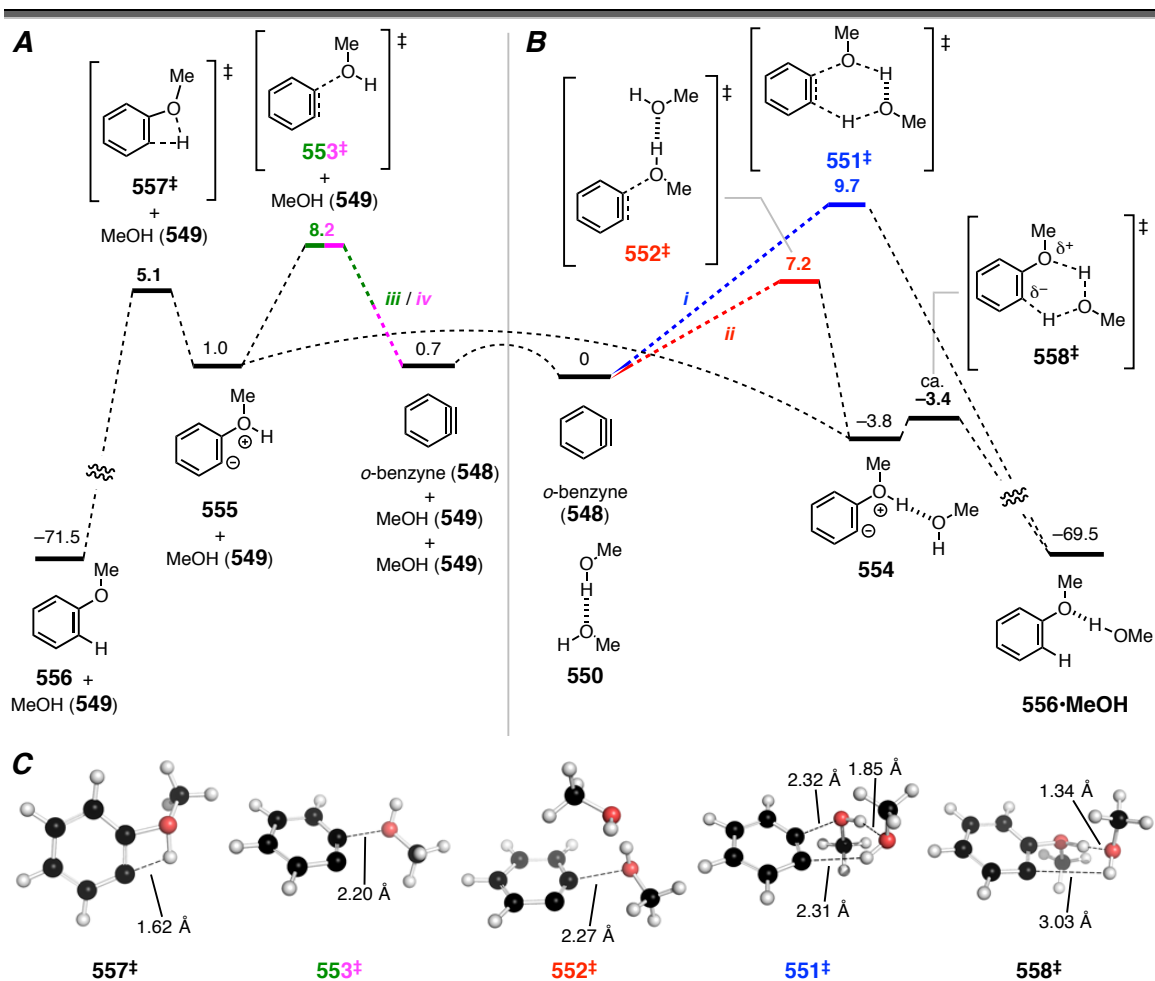 A
Me
O
H
‡
557‡
+
MeOH (549)
Me
O
H
‡
553‡
+
MeOH (549)
5.1
8.2
iii / iv
1.0
0.7
–71.5
Me
O
H
⊕
⊖
555
+
MeOH (549)
o-benzyne (548)
+
MeOH (549)
+
MeOH (549)
Me
O
H
556 +
MeOH (549)
B
H
O
Me
H
O
Me
‡
552‡
Me
O
H
H
O
Me
‡
551‡
9.7
7.2
i
ii
0
o-benzyne
(548)
Me
O
H
H
O
Me
550
Me
O
δ+
H
δ–
H
O
Me
‡
558‡
ca.
–3.4
–3.8
Me
O
H
⊕
⊖
O
Me
H
554
–69.5
Me
O
H
OMe
H
556•MeOH
C
1.62 Å
557‡
2.20 Å
553‡
2.27 Å
552‡
2.32 Å
1.85 Å
2.31 Å
551‡
1.34 Å
3.03 Å
558‡